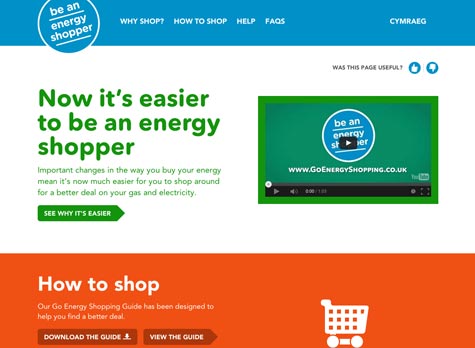 be an
energy
shopper
WHY SHOP? HOW TO SHOP HELP FAQS CYMRAEG
WAS THIS PAGE USEFUL?
Now it's easier
to be an energy
shopper
Important changes in the way you buy your energy
mean it's now much easier for you to shop around
for a better deal on your gas and electricity.
SEE WHY IT'S EASIER
be an
energy
shopper
www.GoEnergyShopping.co.uk
YouTube
0:00 / 1:03
How to shop
Our Go Energy Shopping Guide has been designed to
help you find a better deal.
DOWNLOAD THE GUIDE VIEW THE GUIDE